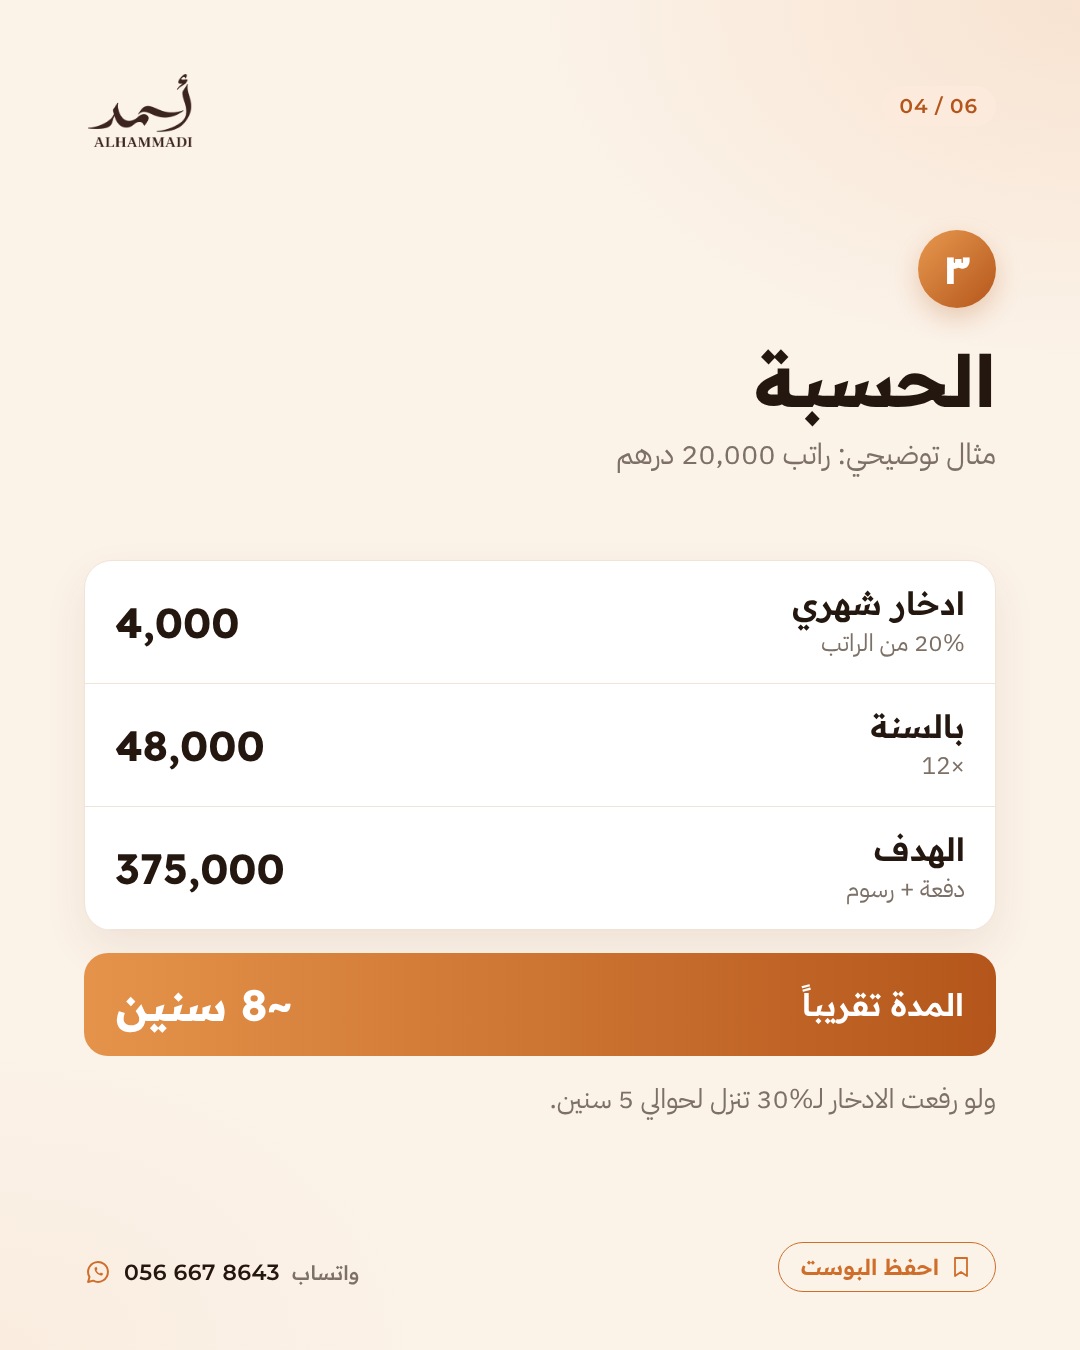 أحمد
ALHAMMADI
04 / 06
٣
الحسبة
مثال توضيحي: راتب 20,000 درهم
ادخار شهري
20% من الراتب
4,000
بالسنة
×12
48,000
الهدف
دفعة + رسوم
375,000
المدة تقريباً
~8 سنين
ولو رفعت الادخار لـ30% تنزل لحوالي 5 سنين.
احفظ البوست
واتساب 056 667 8643